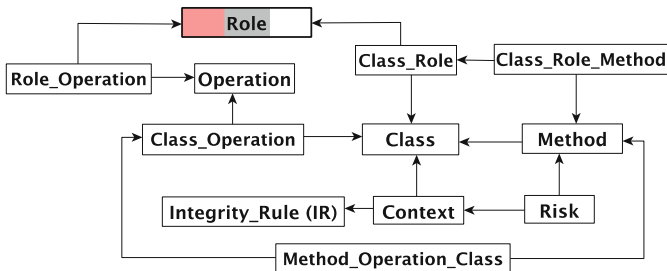 Role
Class_Role
Class_Role_Method
Role_Operation
Operation
Class_Operation
Class
Method
Integrity_Rule (IR)
Context
Risk
Method_Operation_Class